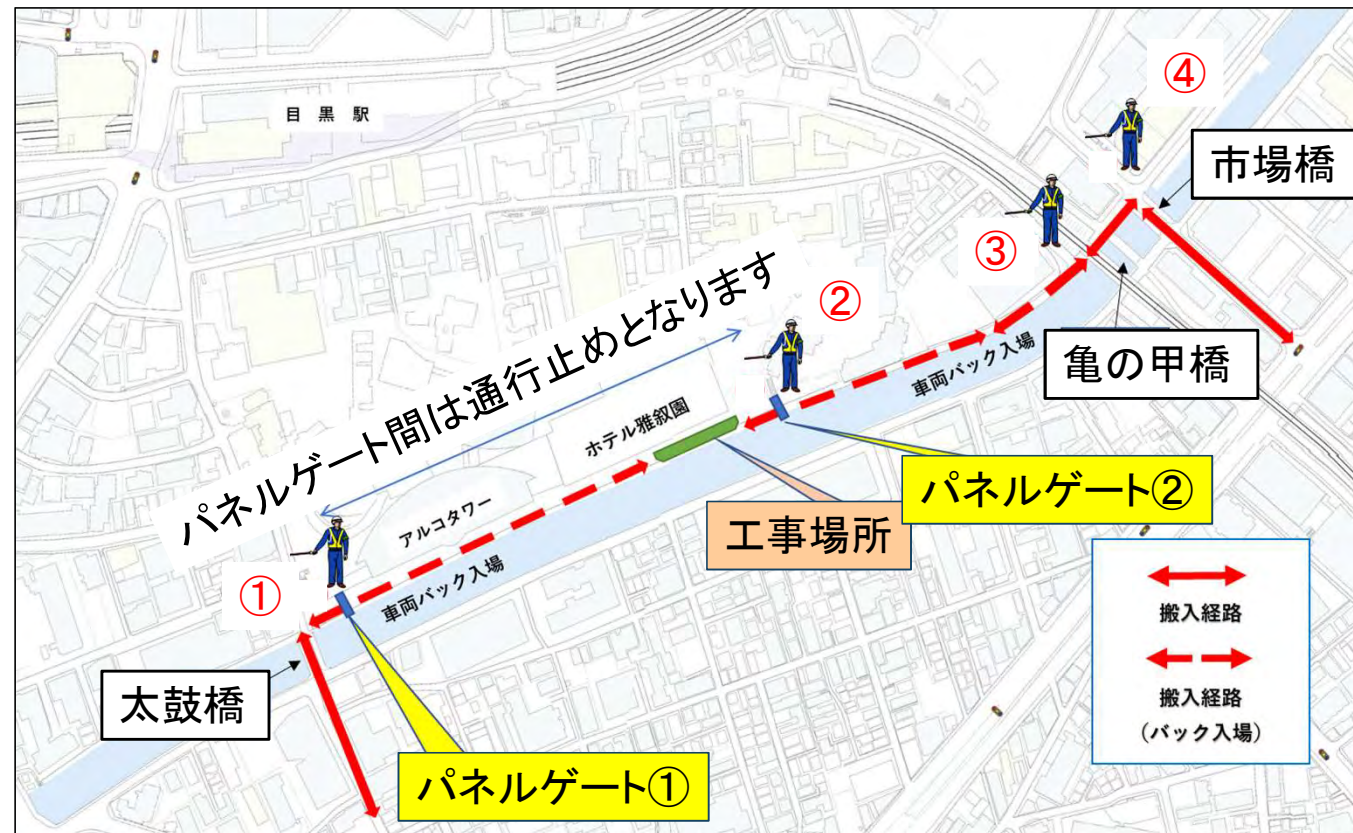 ④
目黒駅
市場橋
③
②
パネルゲート間は通行止めとなります
亀の甲橋
車両バック入場
ホテル雅叙園
パネルゲート②
アルコタワー
工事場所
①
車両バック入場
搬入経路
太鼓橋
搬入経路
(バック入場)
パネルゲート①